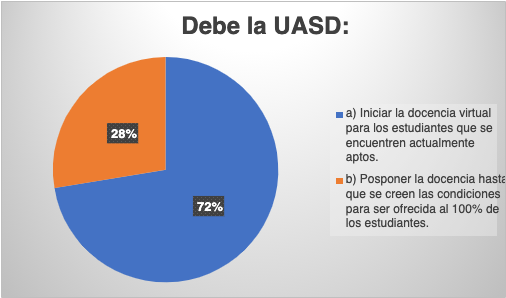 Debe la UASD:
28%
72%
a) Iniciar la docencia virtual
para los estudiantes que se
encuentren actualmente
aptos.
b) Posponer la docencia hasta
que se creen las condiciones
para ser ofrecida al 100% de
los estudiantes.